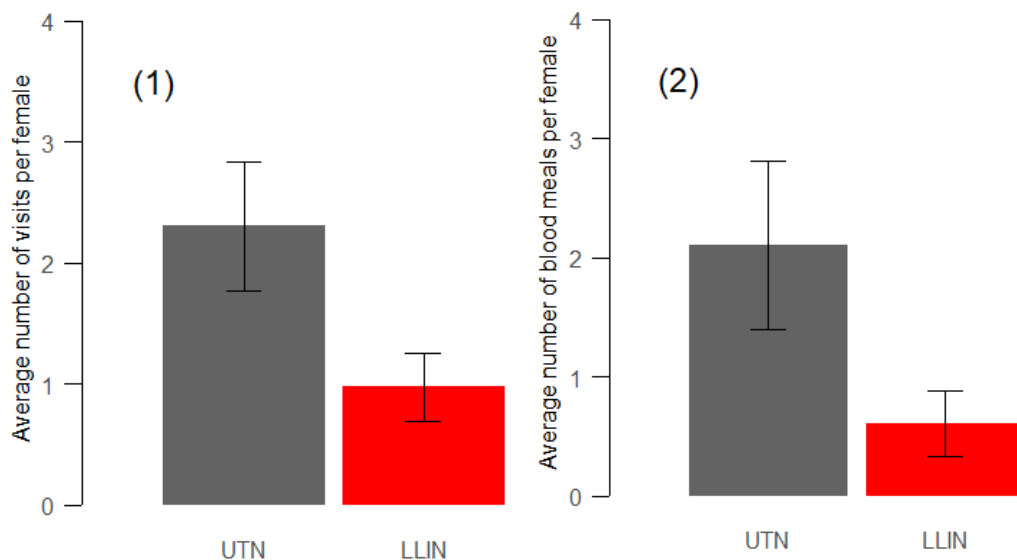 Average number of visits per female
4
3
2
1
0
(1)
UTN
LLIN
Average number of blood meals per female
4
3
2
1
0
(2)
UTN
LLIN